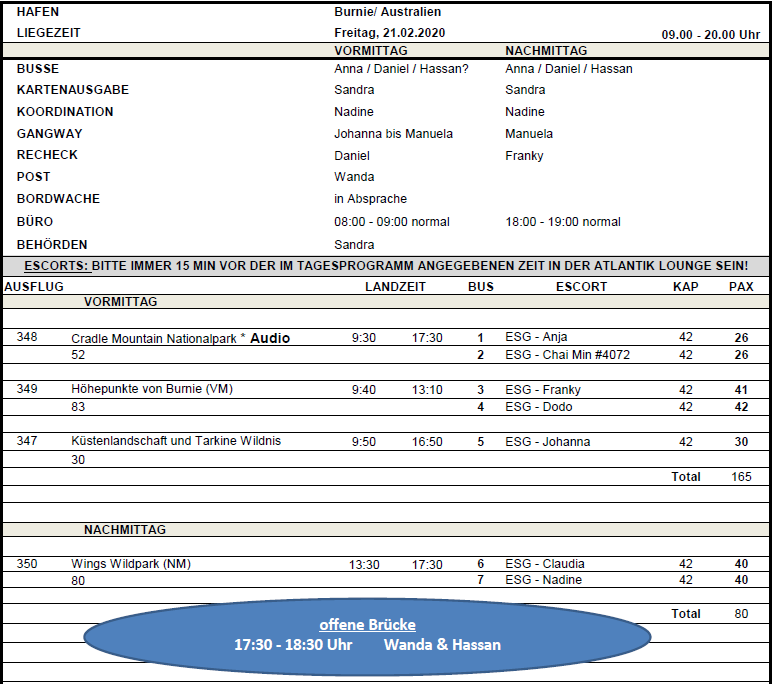 HAFEN Burnie/ Australien
LIEGEZEIT Freitag, 21.02.2020 09.00 - 20.00 Uhr
VORMITTAG NACHMITTAG
BUSSE Anna / Daniel / Hassan? Anna / Daniel / Hassan
KARTENAUSGABE Sandra Sandra
KOORDINATION Nadine Nadine
GANGWAY Johanna bis Manuela Manuela
RECHECK Daniel Franky
POST Wanda
BORDWACHE in Absprache
BÜRO 08:00 - 09:00 normal 18:00 - 19:00 normal
BEHÖRDEN Sandra
ESCORTS: BITTE IMMER 15 MIN VOR DER IM TAGESPROGRAMM ANGEGEBENEN ZEIT IN DER ATLANTIK LOUNGE SEIN!
AUSFLUG LANDZEIT BUS ESCORT KAP PAX
VORMITTAG
348 Cradle Mountain Nationalpark * Audio 9:30 17:30 1 ESG - Anja 42 26
52 2 ESG - Chai Min #4072 42 26
349 Höhepunkte von Burnie (VM) 9:40 13:10 3 ESG - Franky 42 41
83 4 ESG - Dodo 42 42
347 Küstenlandschaft und Tarkine Wildnis 9:50 16:50 5 ESG - Johanna 42 30
30
Total 165
NACHMITTAG
350 Wings Wildpark (NM) 13:30 17:30 6 ESG - Claudia 42 40
80 7 ESG - Nadine 42 40
Total 80
offene Brücke
17:30 - 18:30 Uhr Wanda & Hassan